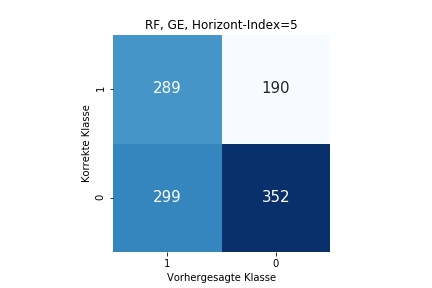 RF, GE, Horizont-Index=5
Korrekte Klasse
1
289
190
0
299
352
1
0
Vorhergesagte Klasse